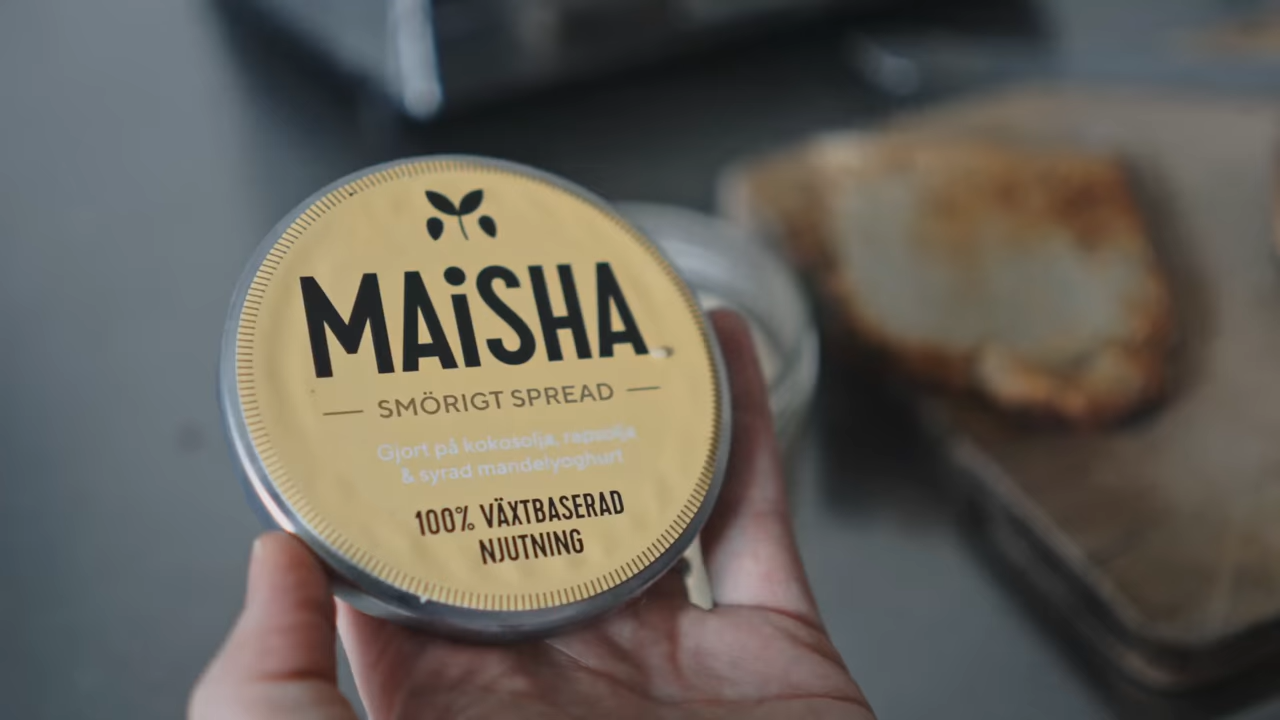 MAiSHA
SMÖRIGT SPREAD
Gjort på kokosolja, rapsolja
& syrad mandelyoghurt
100% VÄXTBASERAD
NJUTNING